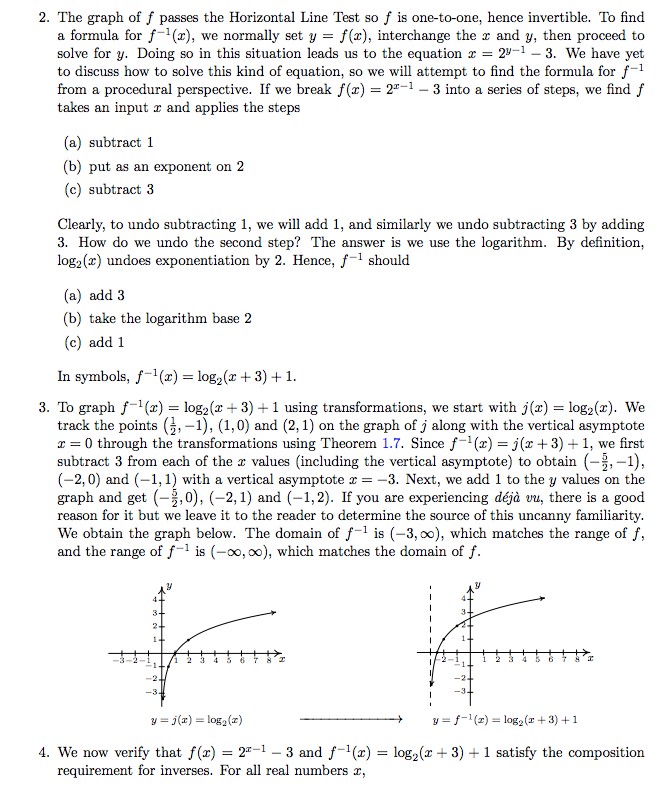 2. The graph of f passes the Horizontal Line Test so f is one-to-one, hence invertible. To find
a formula for f⁻¹(x), we normally set y = f(x), interchange the x and y, then proceed to
solve for y. Doing so in this situation leads us to the equation x = 2ʸ⁻¹ − 3. We have yet
to discuss how to solve this kind of equation, so we will attempt to find the formula for f⁻¹
from a procedural perspective. If we break f(x) = 2ˣ⁻¹ − 3 into a series of steps, we find f
takes an input x and applies the steps
(a) subtract 1
(b) put as an exponent on 2
(c) subtract 3
Clearly, to undo subtracting 1, we will add 1, and similarly we undo subtracting 3 by adding
3. How do we undo the second step? The answer is we use the logarithm. By definition,
log₂(x) undoes exponentiation by 2. Hence, f⁻¹ should
(a) add 3
(b) take the logarithm base 2
(c) add 1
In symbols, f⁻¹(x) = log₂(x + 3) + 1.
3. To graph f⁻¹(x) = log₂(x + 3) + 1 using transformations, we start with j(x) = log₂(x). We
track the points (1/2, −1), (1, 0) and (2, 1) on the graph of j along with the vertical asymptote
x = 0 through the transformations using Theorem 1.7. Since f⁻¹(x) = j(x + 3) + 1, we first
subtract 3 from each of the x values (including the vertical asymptote) to obtain (−5/2, −1),
(−2, 0) and (−1, 1) with a vertical asymptote x = −3. Next, we add 1 to the y values on the
graph and get (−5/2, 0), (−2, 1) and (−1, 2). If you are experiencing déjà vu, there is a good
reason for it but we leave it to the reader to determine the source of this uncanny familiarity.
We obtain the graph below. The domain of f⁻¹ is (−3, ∞), which matches the range of f,
and the range of f⁻¹ is (−∞, ∞), which matches the domain of f.
y
4
3
2
1
−3 −2 −1 1 2 3 4 5 6 7 8 x
−1
−2
−3
y = j(x) = log₂(x)
y
4
3
2
1
−2 −1 1 2 3 4 5 6 7 8 x
−1
−2
−3
y = f⁻¹(x) = log₂(x + 3) + 1
4. We now verify that f(x) = 2ˣ⁻¹ − 3 and f⁻¹(x) = log₂(x + 3) + 1 satisfy the composition
requirement for inverses. For all real numbers x,